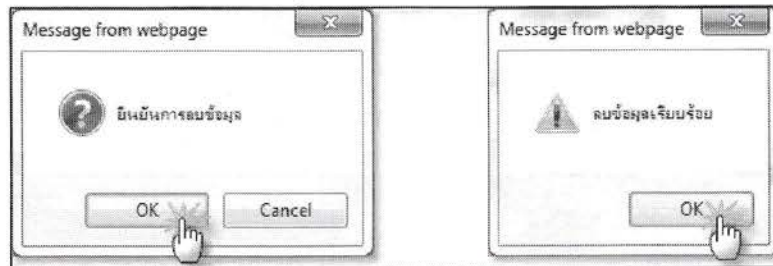 Message from webpage
ยืนยันการลบข้อมูล
OK
Cancel
Message from webpage
ลบข้อมูลเรียบร้อย
OK